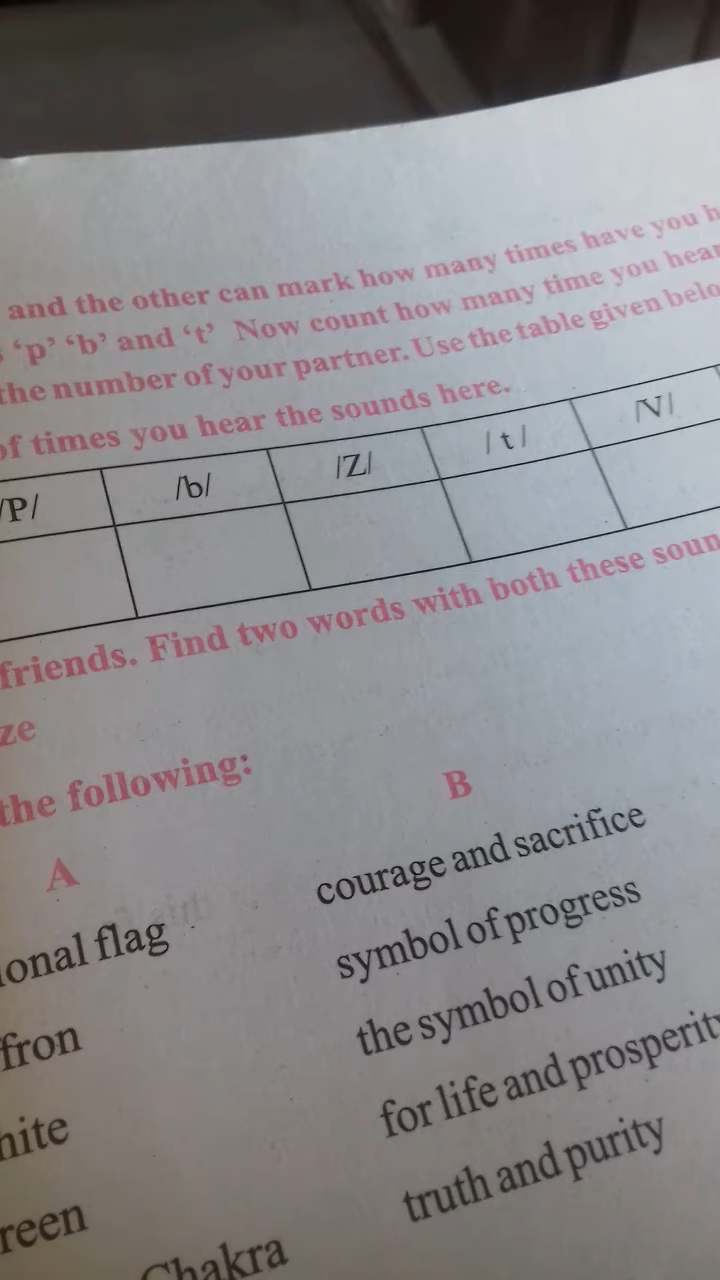 and the other can mark how many times have you h
'p' 'b' and 't' Now count how many time you hear
the number of your partner. Use the table given belo
of times you hear the sounds here.
/P/ /b/ /Z/ / t / /V/
friends. Find two words with both these soun
ze
the following:
A B
ional flag courage and sacrifice
ffron symbol of progress
hite the symbol of unity
reen for life and prosperity
Chakra truth and purity